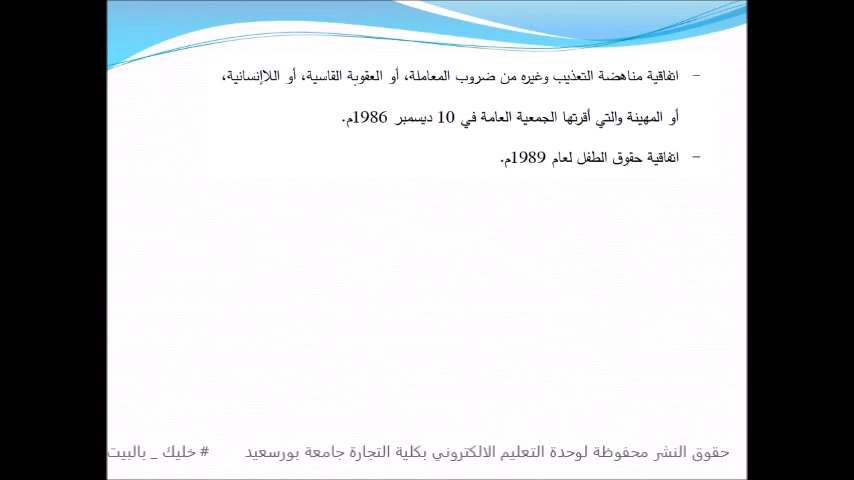 – اتفاقية مناهضة التعذيب وغيره من ضروب المعاملة، أو العقوبة القاسية، أو اللاإنسانية،
أو المهينة والتي أقرتها الجمعية العامة في 10 ديسمبر 1986م.
– اتفاقية حقوق الطفل لعام 1989م.
حقوق النشر محفوظة لوحدة التعليم الالكتروني بكلية التجارة جامعة بورسعيد # خليك _ بالبيت